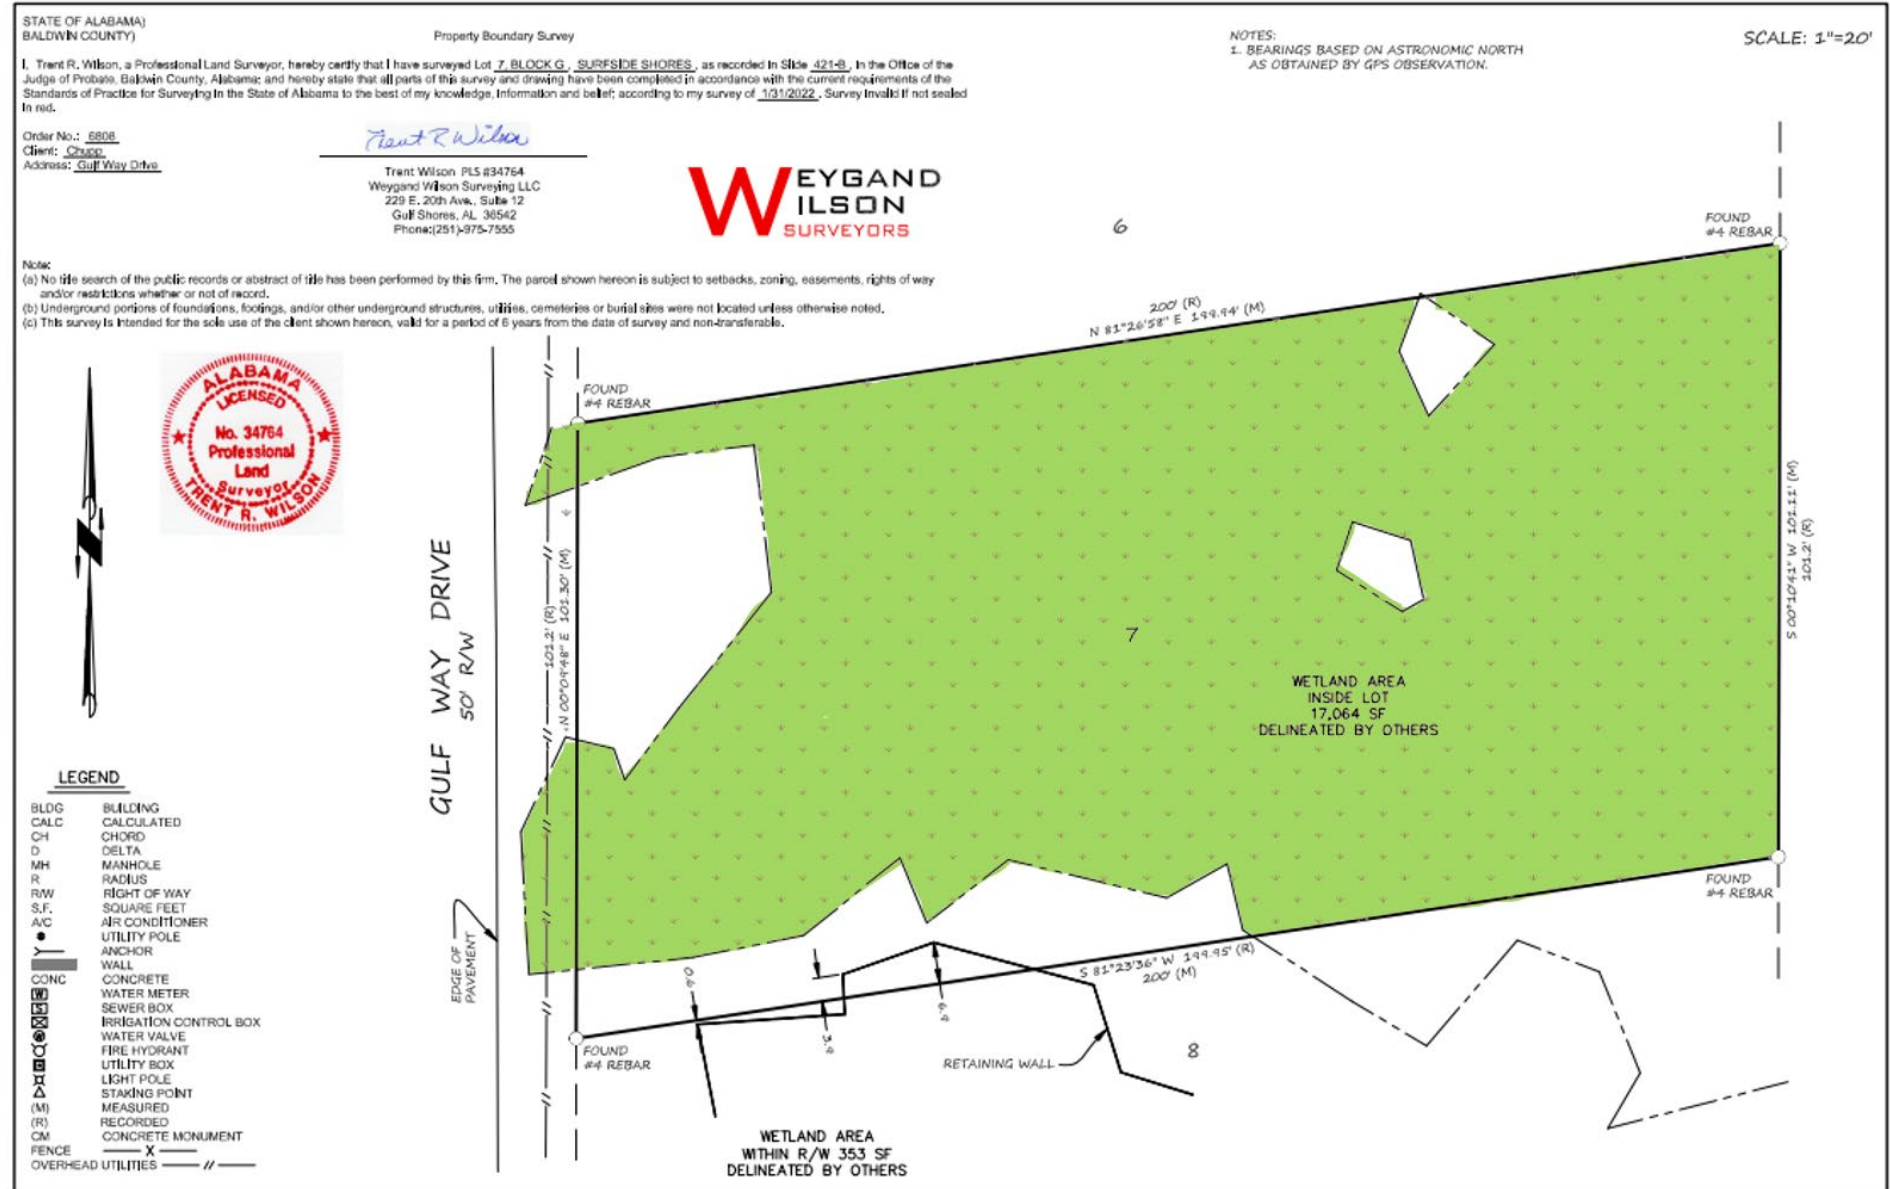 STATE OF ALABAMA)
BALDWIN COUNTY)
Property Boundary Survey
I, Trent R. Wilson, a Professional Land Surveyor, hereby certify that I have surveyed Lot 7, BLOCK G, SURFSIDE SHORES, as recorded in Slide 421-B, in the Office of the
Judge of Probate, Baldwin County, Alabama; and hereby state that all parts of this survey and drawing have been completed in accordance with the current requirements of the
Standards of Practice for Surveying in the State of Alabama to the best of my knowledge, information and belief; according to my survey of 1/31/2022. Survey invalid if not sealed
in red.
Order No.: 6808
Client: Chupp
Address: Gulf Way Drive
Trent R Wilson
Trent Wilson PLS #34764
Weygand Wilson Surveying LLC
229 E. 20th Ave., Suite 12
Gulf Shores, AL 36542
Phone:(251)-975-7555
WEYGAND
WILSON
SURVEYORS
NOTES:
1. BEARINGS BASED ON ASTRONOMIC NORTH
AS OBTAINED BY GPS OBSERVATION.
SCALE: 1"=20'
Note:
(a) No title search of the public records or abstract of title has been performed by this firm. The parcel shown hereon is subject to setbacks, zoning, easements, rights of way
and/or restrictions whether or not of record.
(b) Underground portions of foundations, footings, and/or other underground structures, utilities, cemeteries or burial sites were not located unless otherwise noted.
(c) This survey is intended for the sole use of the client shown hereon, valid for a period of 6 years from the date of survey and non-transferable.
ALABAMA
LICENSED
No. 34764
Professional
Land
Surveyor
TRENT R. WILSON
6
FOUND
#4 REBAR
200' (R)
N 81°26'58" E 199.94' (M)
FOUND
#4 REBAR
GULF WAY DRIVE
50' R/W
101.2' (R)
N 00°09'48" E 101.30' (M)
S 00°10'41" W 101.11' (M)
101.2' (R)
7
WETLAND AREA
INSIDE LOT
17,064 SF
DELINEATED BY OTHERS
FOUND
#4 REBAR
EDGE OF
PAVEMENT
0.6
3.9
6.9
S 81°23'36" W 199.95' (R)
200' (M)
FOUND
#4 REBAR
RETAINING WALL
8
WETLAND AREA
WITHIN R/W 353 SF
DELINEATED BY OTHERS
LEGEND
BLDG BUILDING
CALC CALCULATED
CH CHORD
D DELTA
MH MANHOLE
R RADIUS
R/W RIGHT OF WAY
S.F. SQUARE FEET
A/C AIR CONDITIONER
UTILITY POLE
ANCHOR
WALL
CONC CONCRETE
W WATER METER
S SEWER BOX
IRRIGATION CONTROL BOX
WATER VALVE
FIRE HYDRANT
UTILITY BOX
LIGHT POLE
STAKING POINT
(M) MEASURED
(R) RECORDED
CM CONCRETE MONUMENT
FENCE X
OVERHEAD UTILITIES //